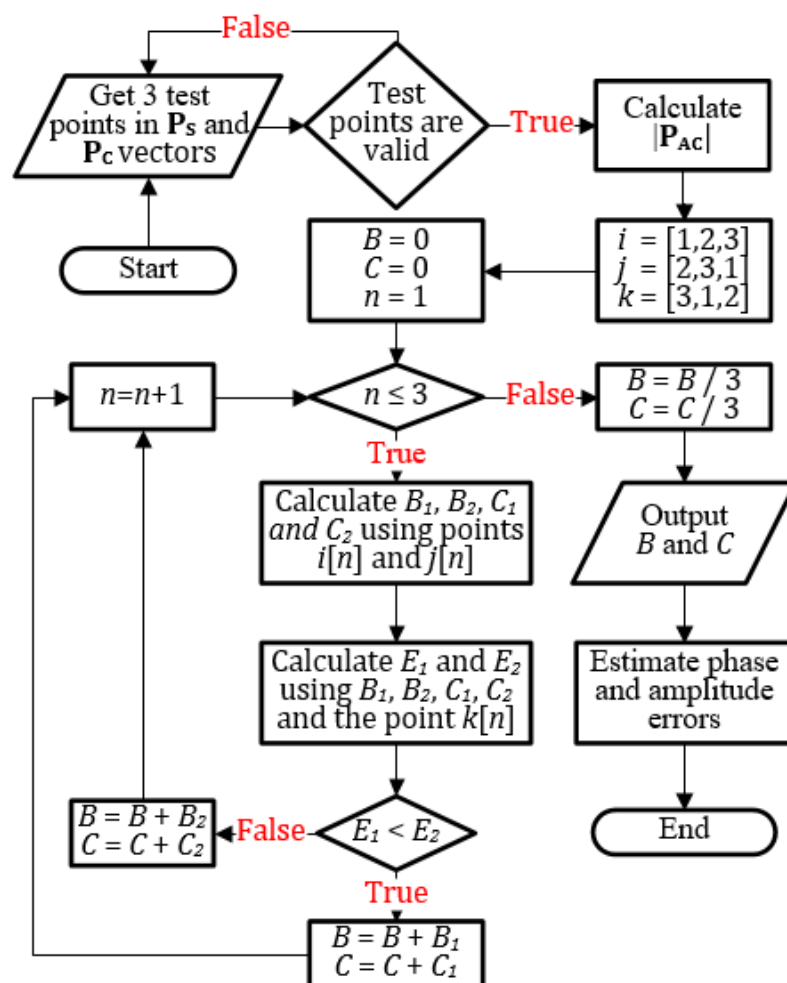 False
Get 3 test
points in P_S and
P_C vectors
Test
points are
valid
True
Calculate
|P_AC|
Start
B = 0
C = 0
n = 1
i = [1,2,3]
j = [2,3,1]
k = [3,1,2]
n=n+1
n ≤ 3
False
B = B / 3
C = C / 3
True
Calculate B₁, B₂, C₁
and C₂ using points
i[n] and j[n]
Output
B and C
Calculate E₁ and E₂
using B₁, B₂, C₁, C₂
and the point k[n]
Estimate phase
and amplitude
errors
B = B + B₂
C = C + C₂
False
E₁ < E₂
End
True
B = B + B₁
C = C + C₁